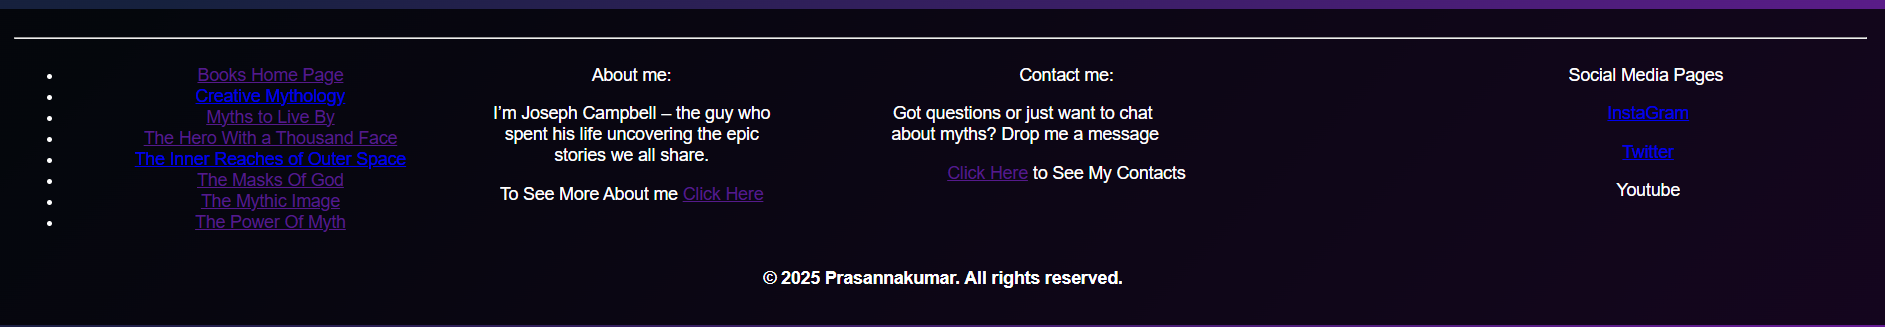 Books Home Page
Creative Mythology
Myths to Live By
The Hero With a Thousand Face
The Inner Reaches of Outer Space
The Masks Of God
The Mythic Image
The Power Of Myth
About me:
I’m Joseph Campbell – the guy who
spent his life uncovering the epic
stories we all share.
To See More About me Click Here
Contact me:
Got questions or just want to chat
about myths? Drop me a message
Click Here to See My Contacts
Social Media Pages
InstaGram
Twitter
Youtube
© 2025 Prasannakumar. All rights reserved.